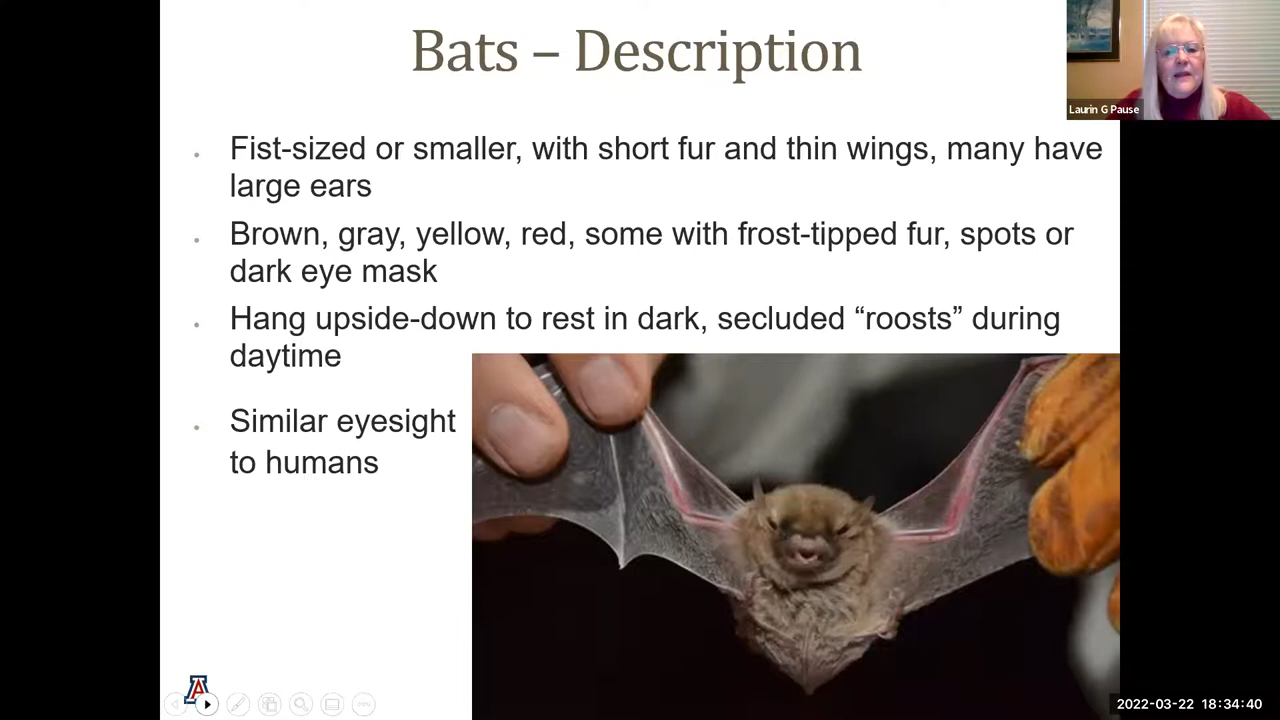 Bats – Description
Laurin G Pause
Fist-sized or smaller, with short fur and thin wings, many have
large ears
Brown, gray, yellow, red, some with frost-tipped fur, spots or
dark eye mask
Hang upside-down to rest in dark, secluded “roosts” during
daytime
Similar eyesight
to humans
A
2022-03-22 18:34:40